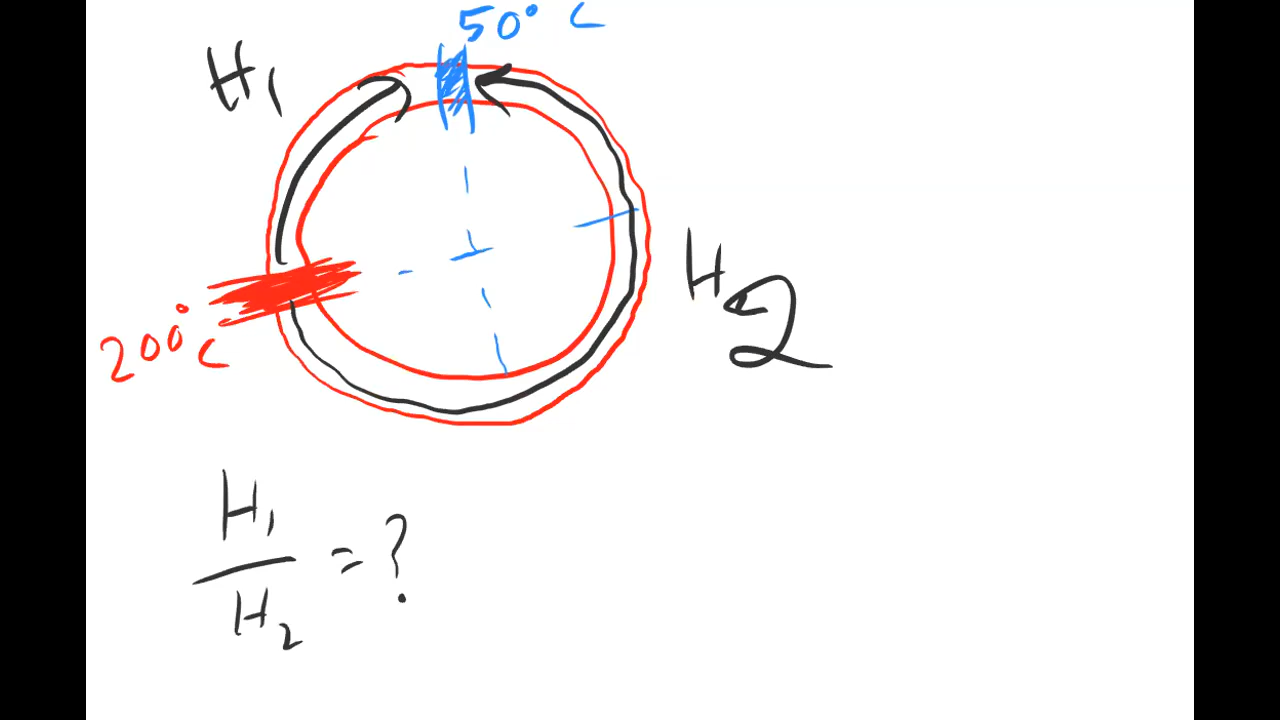 50° C
H₁
H₂
200° C
H₁/H₂ = ?